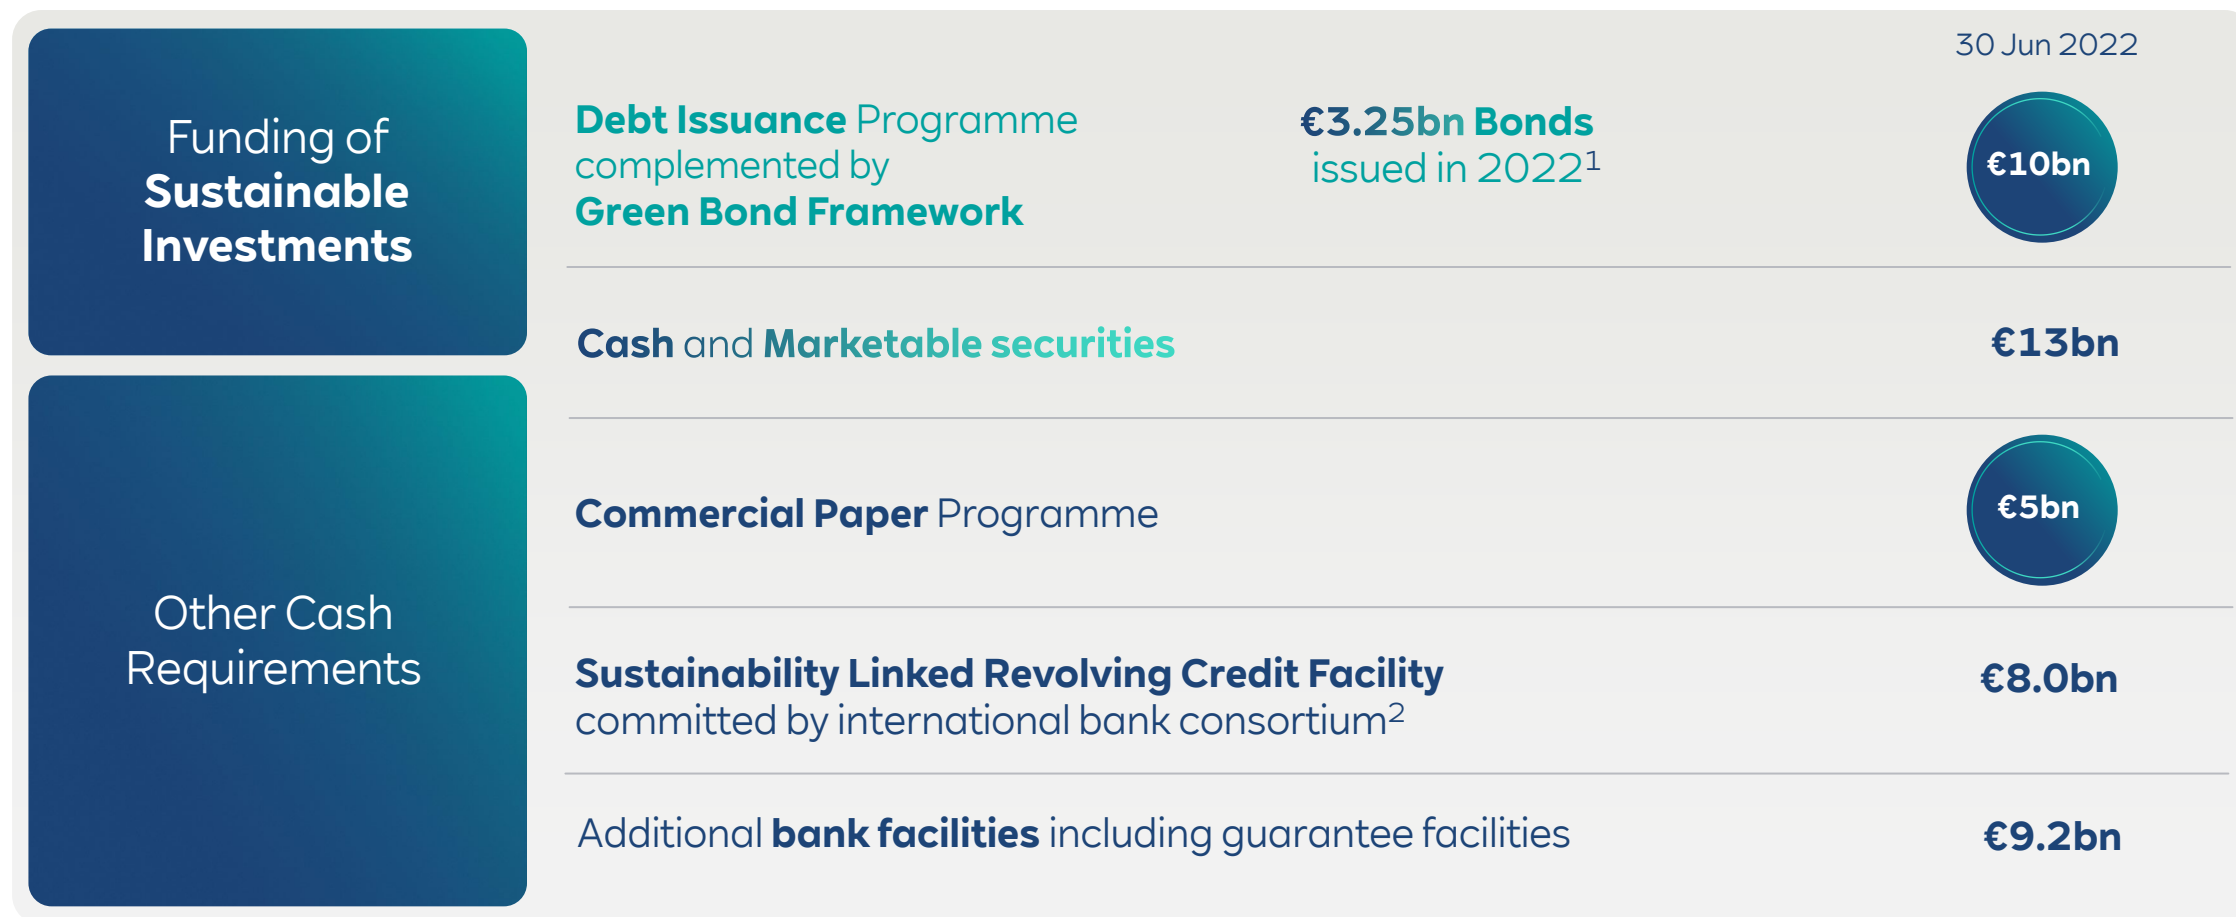 30 Jun 2022
Funding of
Sustainable
Investments
Debt Issuance Programme
complemented by
Green Bond Framework
€3.25bn Bonds
issued in 2022¹
€10bn
Cash and Marketable securities
€13bn
Other Cash
Requirements
Commercial Paper Programme
€5bn
Sustainability Linked Revolving Credit Facility
committed by international bank consortium²
€8.0bn
Additional bank facilities including guarantee facilities
€9.2bn